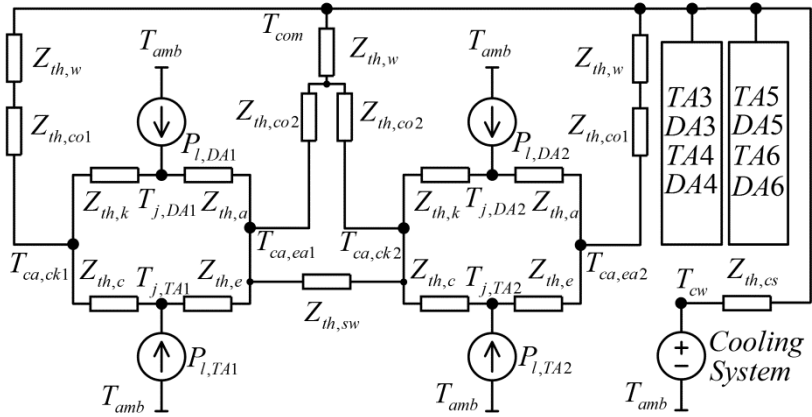 T_com
T_amb
T_amb
Z_th,w
Z_th,w
Z_th,w
Z_th,co1
Z_th,co2
Z_th,co2
Z_th,co1
TA3
DA3
TA4
DA4
TA5
DA5
TA6
DA6
P_l,DA1
P_l,DA2
Z_th,k
T_j,DA1
Z_th,a
Z_th,k
T_j,DA2
Z_th,a
T_ca,ck1
T_ca,ea1
T_ca,ck2
T_ca,ea2
Z_th,c
T_j,TA1
Z_th,e
Z_th,sw
Z_th,c
T_j,TA2
Z_th,e
T_cw
Z_th,cs
P_l,TA1
P_l,TA2
+
−
Cooling
System
T_amb
T_amb
T_amb